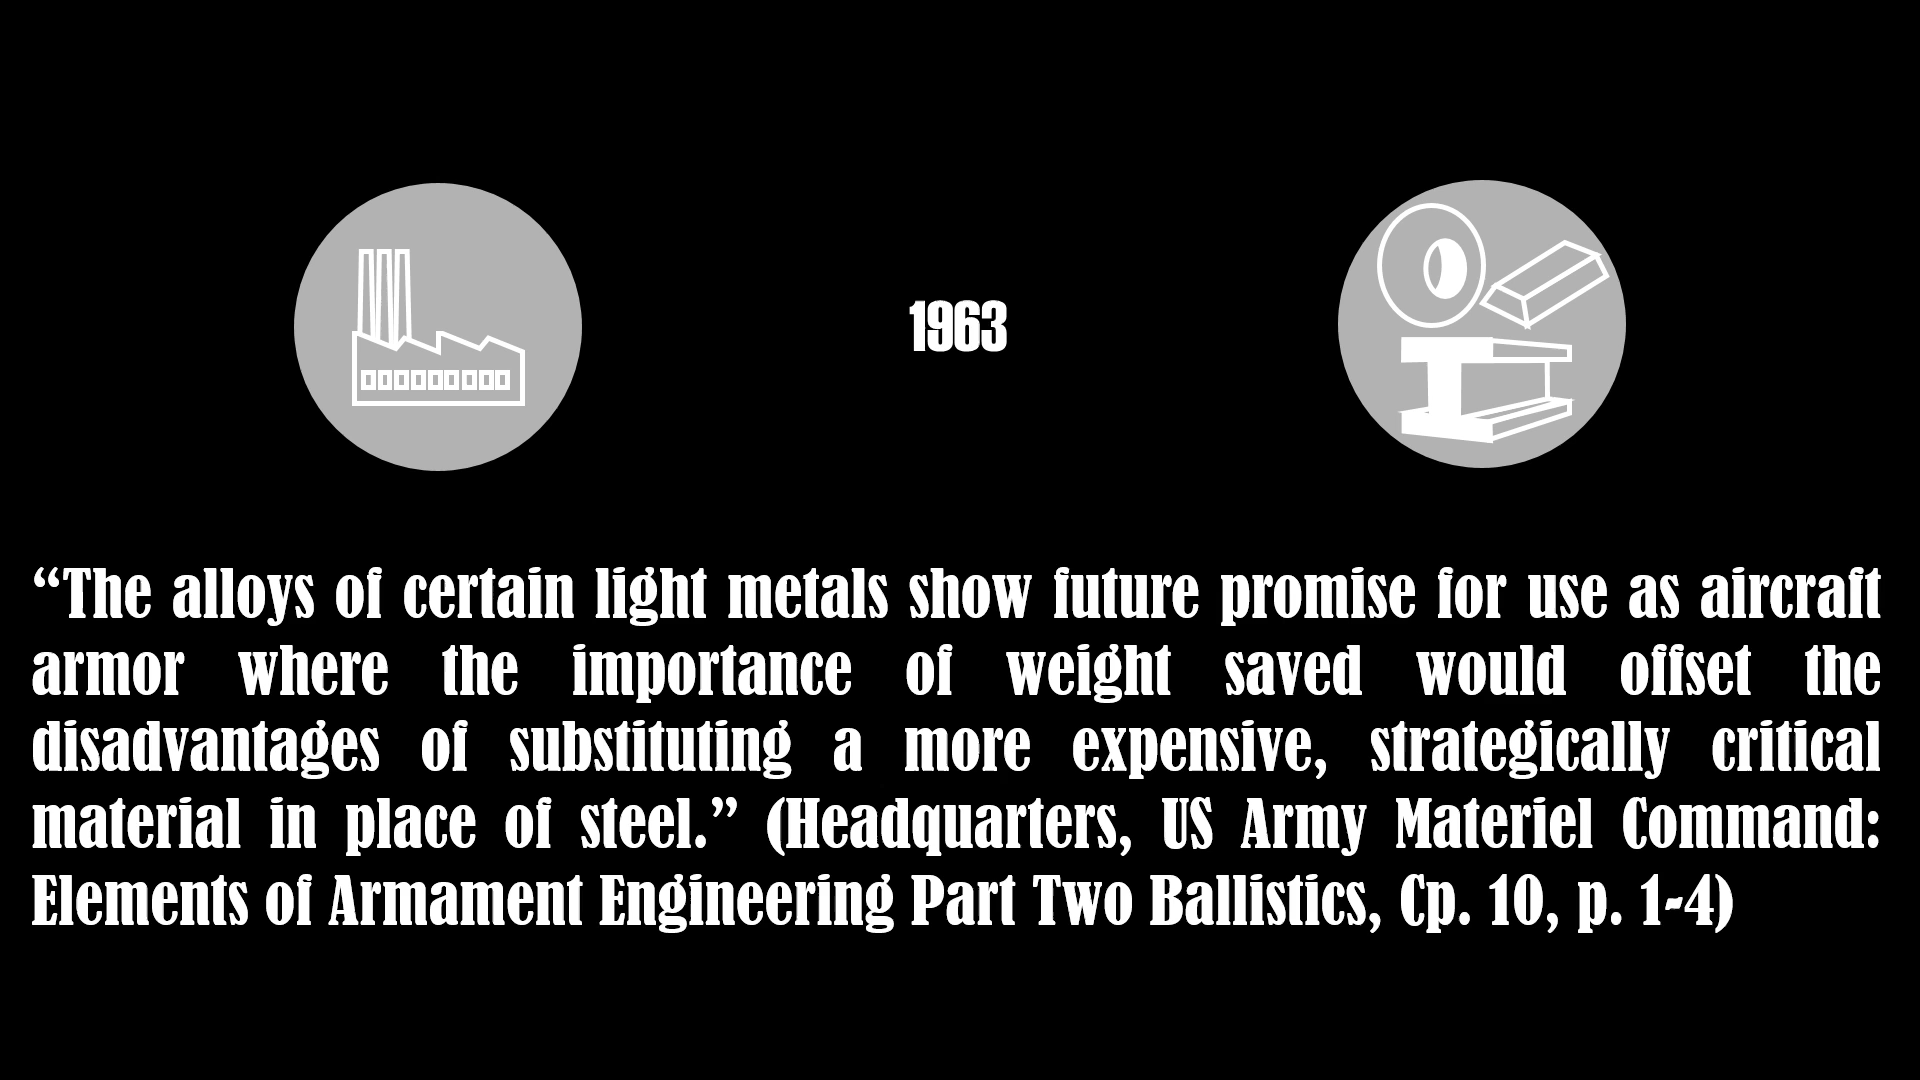 1963
“The alloys of certain light metals show future promise for use as aircraft
armor where the importance of weight saved would offset the
disadvantages of substituting a more expensive, strategically critical
material in place of steel.” (Headquarters, US Army Materiel Command:
Elements of Armament Engineering Part Two Ballistics, Cp. 10, p. 1-4)